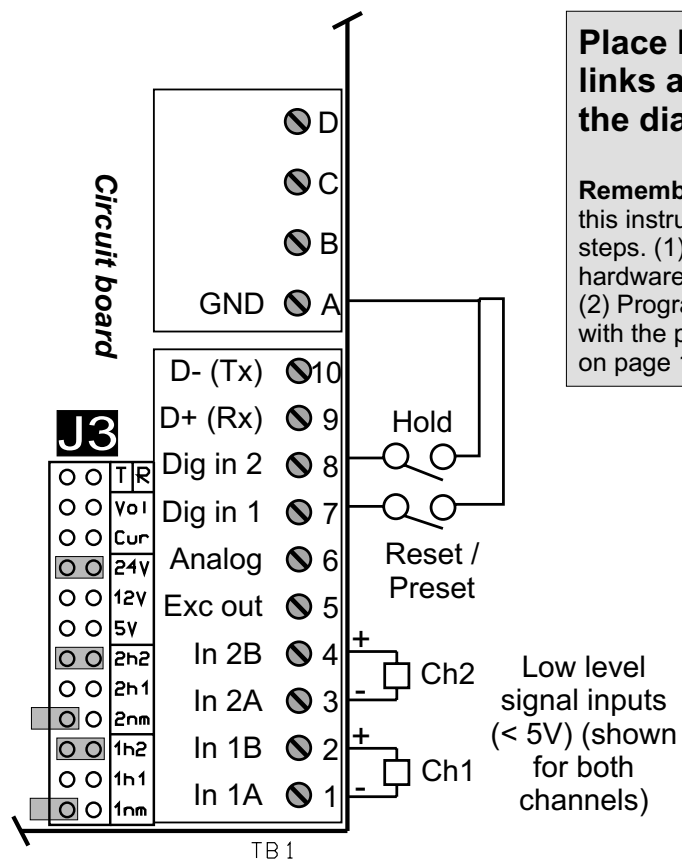 Place
links
the dia
Rememb
this instru
steps. (1)
hardware
(2) Progra
with the p
on page
Circuit board
D
C
B
GND A
D- (Tx) 10
D+ (Rx) 9
Dig in 2 8
Dig in 1 7
Analog 6
Exc out 5
In 2B 4
In 2A 3
In 1B 2
In 1A 1
J3
T R
Vol
Cur
24V
12V
5V
2h2
2h1
2nm
1h2
1h1
1nm
Hold
Reset /
Preset
+
-
Ch2
+
-
Ch1
Low level
signal inputs
(< 5V) (shown
for both
channels)
TB1